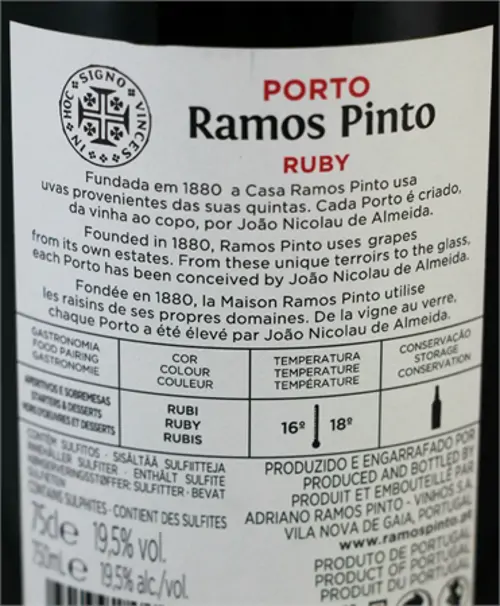 IN HOC SIGNO VINCES
PORTO
Ramos Pinto
RUBY
Fundada em 1880 a Casa Ramos Pinto usa
uvas provenientes das suas quintas. Cada Porto é criado,
da vinha ao copo, por João Nicolau de Almeida.
Founded in 1880, Ramos Pinto uses grapes
from its own estates. From these unique terroirs to the glass,
each Porto has been conceived by João Nicolau de Almeida.
Fondée en 1880, la Maison Ramos Pinto utilise
les raisins de ses propres domaines. De la vigne au verre,
chaque Porto a été élevé par João Nicolau de Almeida.
GASTRONOMIA
FOOD PAIRING
GASTRONOMIE
COR
COLOUR
COULEUR
TEMPERATURA
TEMPERATURE
TEMPÉRATURE
CONSERVAÇÃO
STORAGE
CONSERVATION
APERITIVOS E SOBREMESAS
STARTERS & DESSERTS
HORS D'OEUVRES ET DESSERTS
RUBI
RUBY
RUBIS
16º 18º
CONTÉM SULFITOS · SISÄLTÄÄ SULFIITTEJA
INNEHÅLLER SULFITER · ENTHÄLT SULFITE
SULFITTER · BEVAT
SULFIETEN
CONTAINS SULPHITES · CONTIENT DES SULFITES
75cl e 19,5% vol.
750mL e 19.5% alc/vol.
PRODUZIDO E ENGARRAFADO POR
PRODUCED AND BOTTLED BY
PRODUIT ET EMBOUTEILLÉ PAR
ADRIANO RAMOS PINTO - VINHOS S.A.
VILA NOVA DE GAIA, PORTUGAL
www.ramospinto.pt
PRODUTO DE PORTUGAL
PRODUCT OF PORTUGAL
PRODUIT DU PORTUGAL